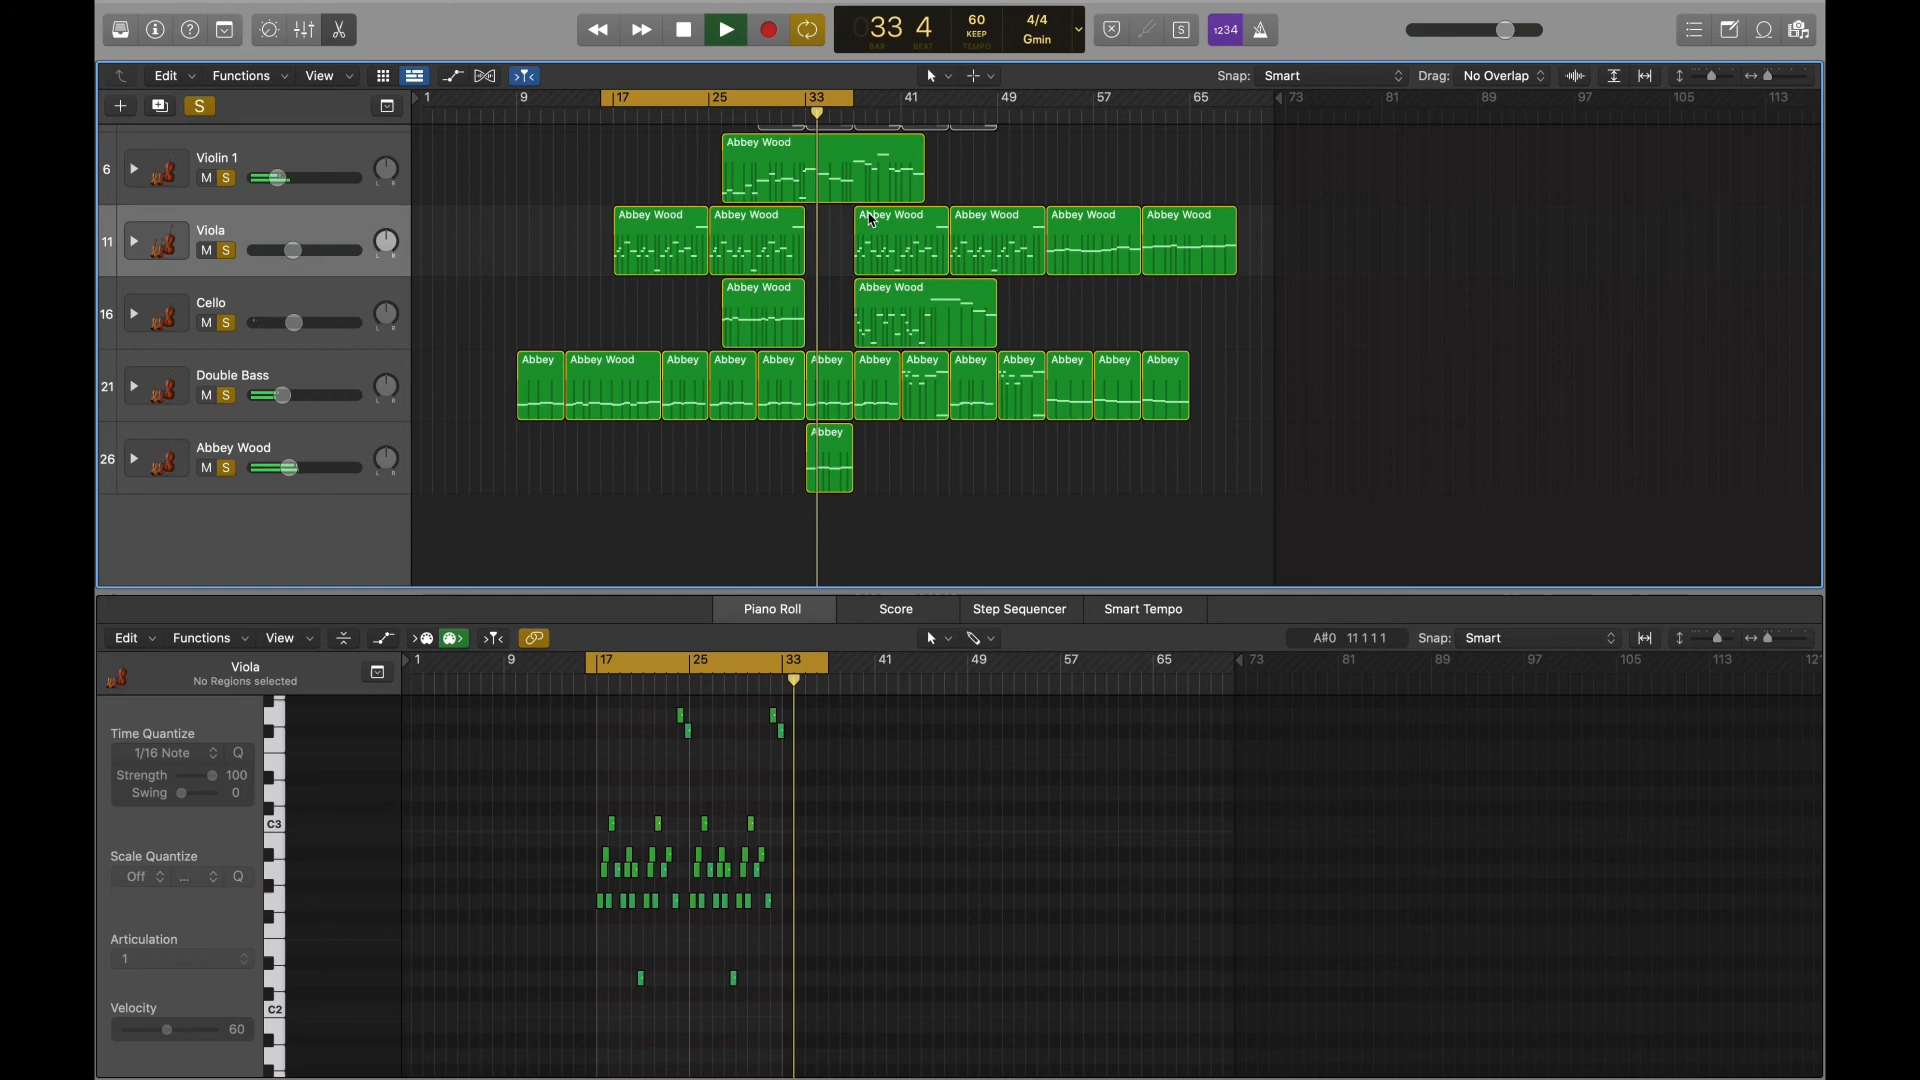 033 4 60 4/4
BAR BEAT KEEP TEMPO Gmin
S 1234
Edit Functions View Snap: Smart Drag: No Overlap
S 1 9 17 25 33 41 49 57 65 73 81 89 97 105 113
6 Violin 1 M S L R Abbey Wood
11 Viola M S L R Abbey Wood Abbey Wood Abbey Wood Abbey Wood Abbey Wood Abbey Wood
16 Cello M S L R Abbey Wood Abbey Wood
21 Double Bass M S L R Abbey Abbey Wood Abbey Abbey Abbey Abbey Abbey Abbey Abbey Abbey Abbey Abbey Abbey
26 Abbey Wood M S L R Abbey
Piano Roll Score Step Sequencer Smart Tempo
Edit Functions View A#0 11 1 1 1 Snap: Smart
Viola 1 9 17 25 33 41 49 57 65 73 81 89 97 105 113 12
No Regions selected
Time Quantize
1/16 Note Q
Strength 100
Swing 0
C3
Scale Quantize
Off ... Q
Articulation
1
Velocity C2
60